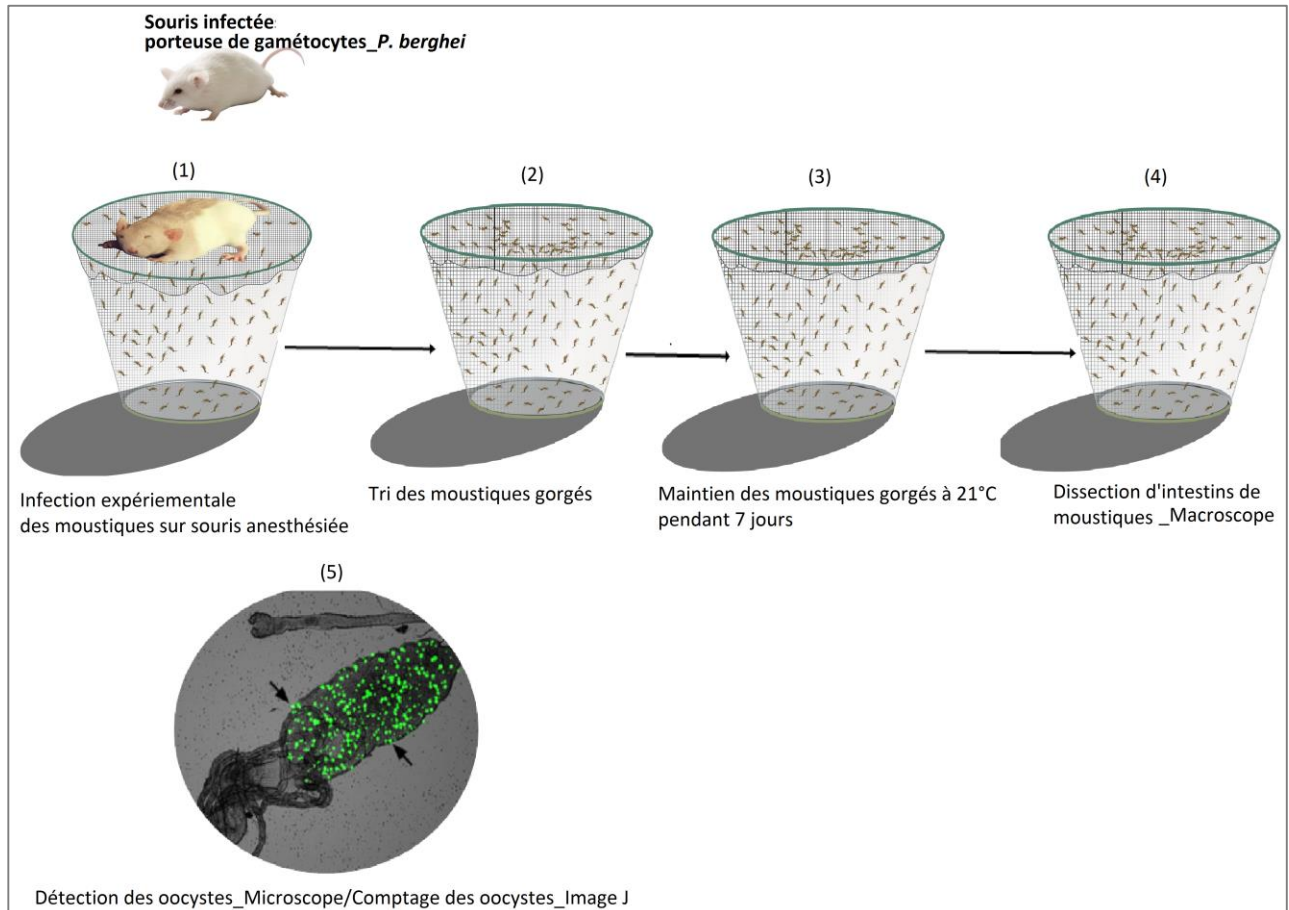 Souris infectée
porteuse de gamétocytes_P. berghei
(1)
(2)
(3)
(4)
Infection expériementale
des moustiques sur souris anesthésiée
Tri des moustiques gorgés
Maintien des moustiques gorgés à 21°C
pendant 7 jours
Dissection d'intestins de
moustiques _Macroscope
(5)
Détection des oocystes_Microscope/Comptage des oocystes_Image J